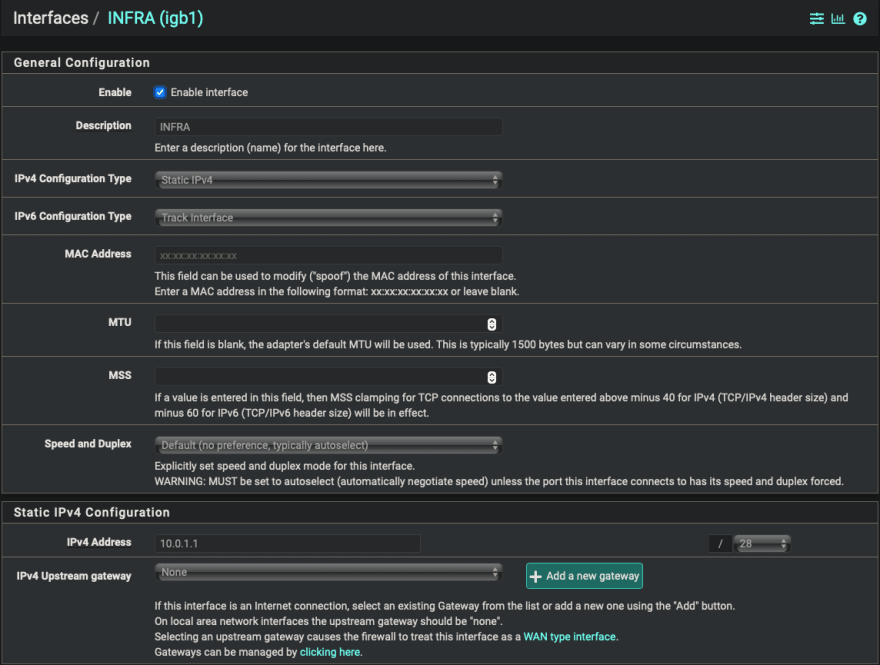 Interfaces / INFRA (igb1)
General Configuration
Enable Enable interface
Description INFRA
Enter a description (name) for the interface here.
IPv4 Configuration Type Static IPv4
IPv6 Configuration Type Track Interface
MAC Address xx:xx:xx:xx:xx:xx
This field can be used to modify ("spoof") the MAC address of this interface.
Enter a MAC address in the following format: xx:xx:xx:xx:xx:xx or leave blank.
MTU
If this field is blank, the adapter's default MTU will be used. This is typically 1500 bytes but can vary in some circumstances.
MSS
If a value is entered in this field, then MSS clamping for TCP connections to the value entered above minus 40 for IPv4 (TCP/IPv4 header size) and
minus 60 for IPv6 (TCP/IPv6 header size) will be in effect.
Speed and Duplex Default (no preference, typically autoselect)
Explicitly set speed and duplex mode for this interface.
WARNING: MUST be set to autoselect (automatically negotiate speed) unless the port this interface connects to has its speed and duplex forced.
Static IPv4 Configuration
IPv4 Address 10.0.1.1 / 28
IPv4 Upstream gateway None Add a new gateway
If this interface is an Internet connection, select an existing Gateway from the list or add a new one using the "Add" button.
On local area network interfaces the upstream gateway should be "none".
Selecting an upstream gateway causes the firewall to treat this interface as a WAN type interface.
Gateways can be managed by clicking here.